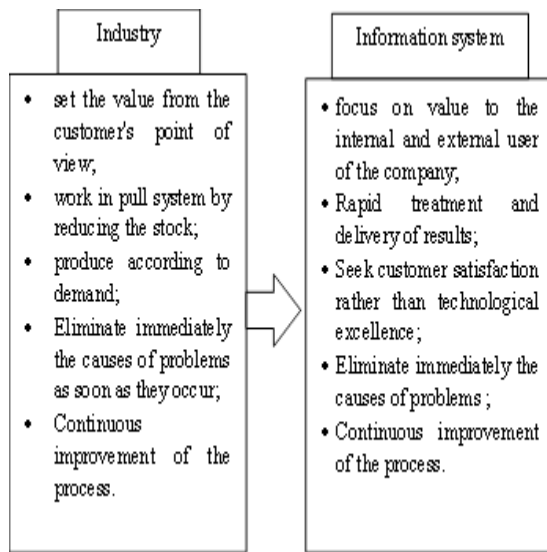 Industry
• set the value from the
customer's point of
view;
• work in pull system by
reducing the stock;
• produce according to
demand;
• Eliminate immediately
the causes of problems
as soon as they occur;
• Continuous
improvement of the
process.
Information system
• focus on value to the
internal and external user
of the company;
• Rapid treatment and
delivery of results;
• Seek customer satisfaction
rather than technological
excellence;
• Eliminate immediately the
causes of problems ;
• Continuous improvement
of the process.